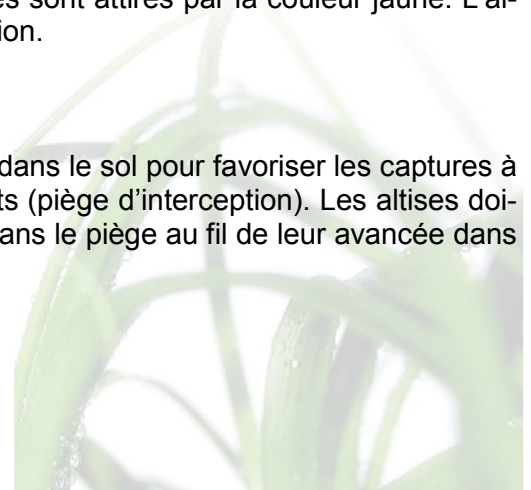 es sont attirés par la couleur jaune. L'al-
ion.
dans le sol pour favoriser les captures à
ts (piège d'interception). Les altises doi-
ans le piège au fil de leur avancée dans